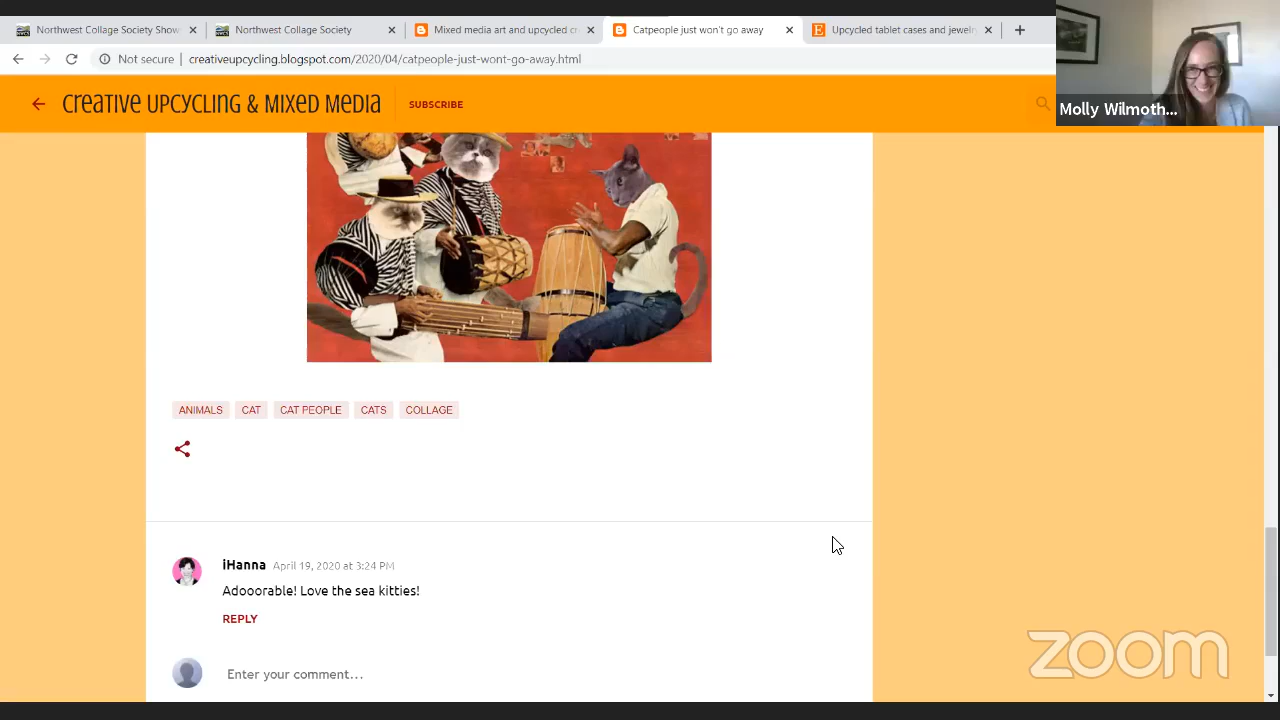 Northwest Collage Society Show
Northwest Collage Society
Mixed media art and upcycled cr
Catpeople just won't go away
Upcycled tablet cases and jewelry
Not secure
creativeupcycling.blogspot.com/2020/04/catpeople-just-wont-go-away.html
Creative Upcycling & Mixed Media
SUBSCRIBE
Molly Wilmoth...
ANIMALS
CAT
CAT PEOPLE
CATS
COLLAGE
iHanna April 19, 2020 at 3:24 PM
Adooorable! Love the sea kitties!
REPLY
Enter your comment...
zoom